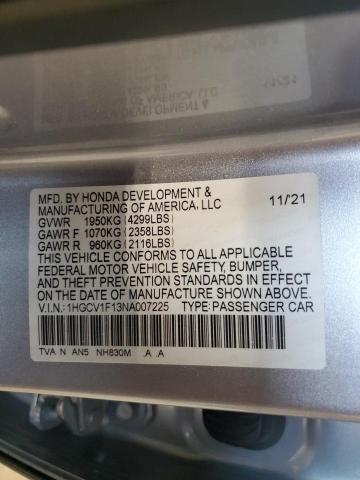 MFD. BY HONDA DEVELOPMENT &
MANUFACTURING OF AMERICA, LLC 11/21
GVWR 1950KG (4299LBS)
GAWR F 1070KG (2358LBS)
GAWR R 960KG (2116LBS)
THIS VEHICLE CONFORMS TO ALL APPLICABLE
FEDERAL MOTOR VEHICLE SAFETY, BUMPER,
AND THEFT PREVENTION STANDARDS IN EFFECT
ON THE DATE OF MANUFACTURE SHOWN ABOVE.
V.I.N.: 1HGCV1F13NA007225 TYPE: PASSENGER CAR
TVA N AN5 NH830M .A .A